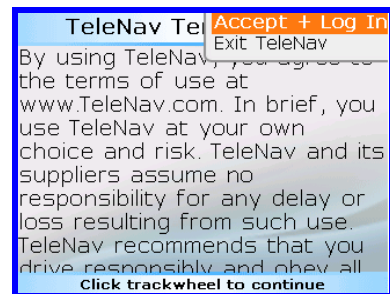 TeleNav Te
Accept + Log In
Exit TeleNav
By using TeleNav, you agree to
the terms of use at
www.TeleNav.com. In brief, you
use TeleNav at your own
choice and risk. TeleNav and its
suppliers assume no
responsibility for any delay or
loss resulting from such use.
TeleNav recommends that you
drive responsibly and obey all
Click trackwheel to continue